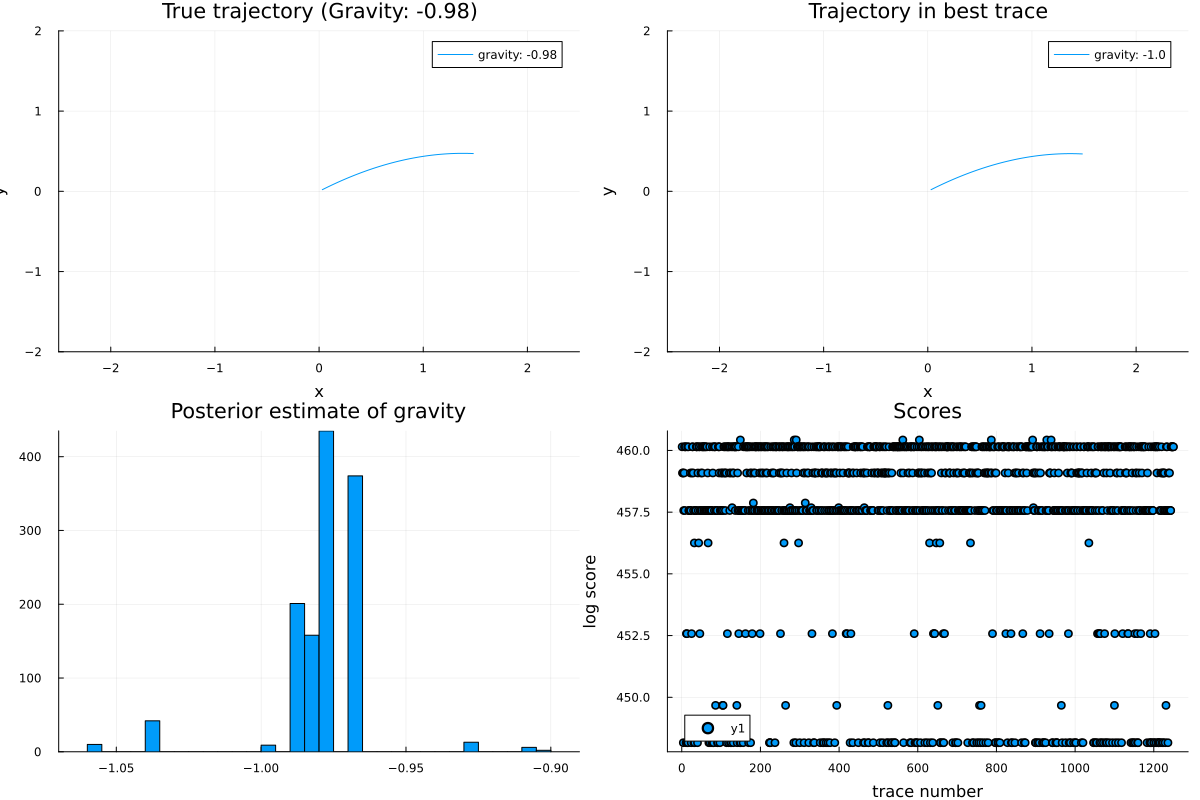 True trajectory (Gravity: -0.98)
gravity: -0.98
2
1
0
−1
−2
y
−2 −1 0 1 2
x
Trajectory in best trace
gravity: -1.0
2
1
0
−1
−2
y
−2 −1 0 1 2
x
Posterior estimate of gravity
400
300
200
100
0
−1.05 −1.00 −0.95 −0.90
Scores
460.0
457.5
455.0
452.5
450.0
log score
y1
0 200 400 600 800 1000 1200
trace number